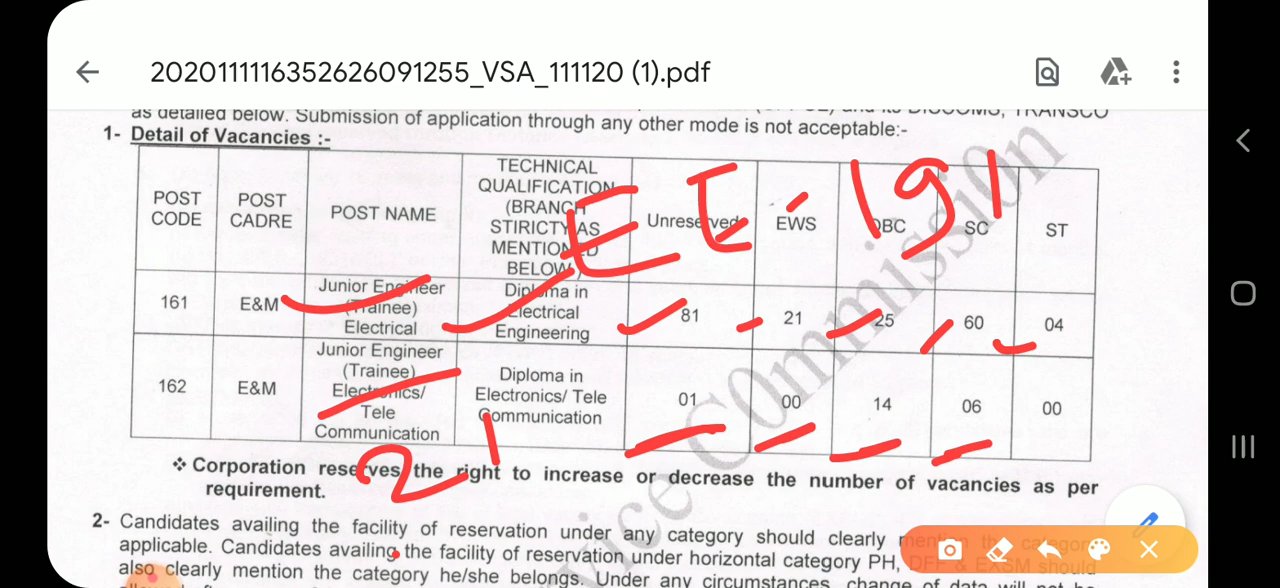 2020111116352626091255_VSA_111120 (1).pdf
as detailed below. Submission of application through any other mode is not acceptable:-
1- Detail of Vacancies :-
POST CODE
POST CADRE
POST NAME
TECHNICAL QUALIFICATION (BRANCH STIRICTY AS MENTIONED BELOW)
Unreserved
EWS
OBC
SC
ST
161
E&M
Junior Engineer (Trainee) Electrical
Diploma in Electrical Engineering
81
21
25
60
04
162
E&M
Junior Engineer (Trainee) Electronics/ Tele Communication
Diploma in Electronics/ Tele Communication
01
00
14
06
00
EE - 191
21
❖ Corporation reserves the right to increase or decrease the number of vacancies as per
requirement.
2- Candidates availing the facility of reservation under any category should clearly mention the category
applicable. Candidates availing the facility of reservation under horizontal category PH, DFF & EXSM should
also clearly mention the category he/she belongs. Under any circumstances, change of data will not be
vice Commission